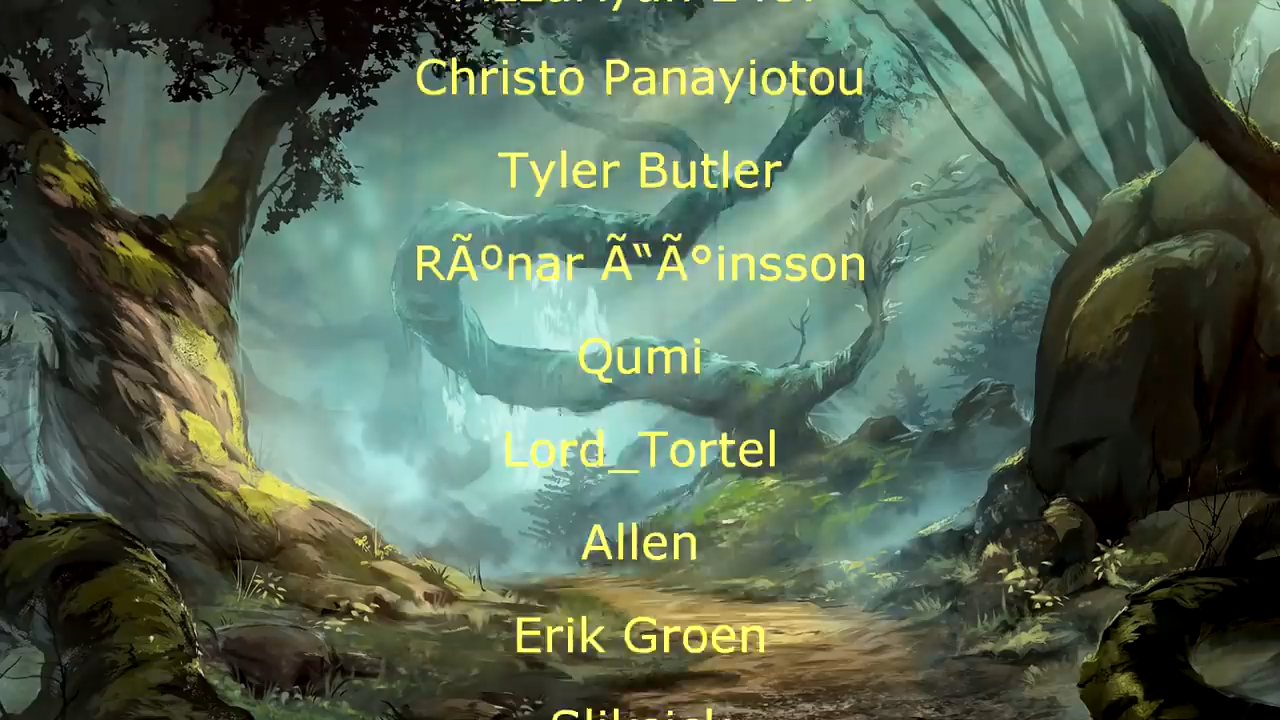 Christo Panayiotou
Tyler Butler
RÃºnar Ã“Ã°insson
Qumi
Lord_Tortel
Allen
Erik Groen